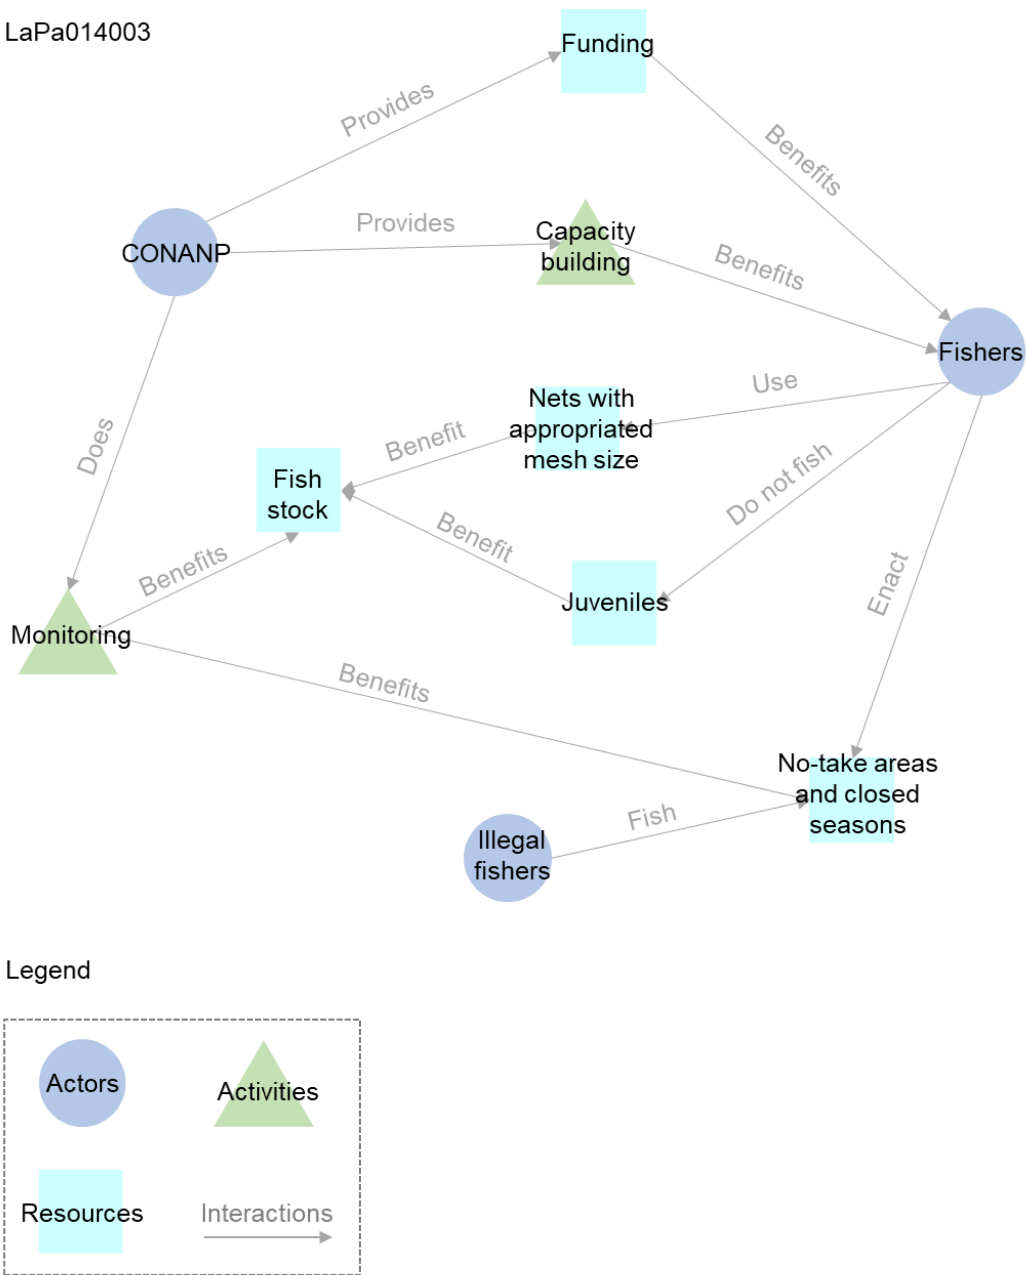 LaPa014003
Funding
Provides
Benefits
Provides
Capacity
building
Benefits
CONANP
Fishers
Use
Nets with
appropriated
mesh size
Benefit
Does
Do not fish
Fish
stock
Benefit
Benefits
Enact
Juveniles
Monitoring
Benefits
No-take areas
and closed
seasons
Fish
Illegal
fishers
Legend
Actors
Activities
Resources
Interactions